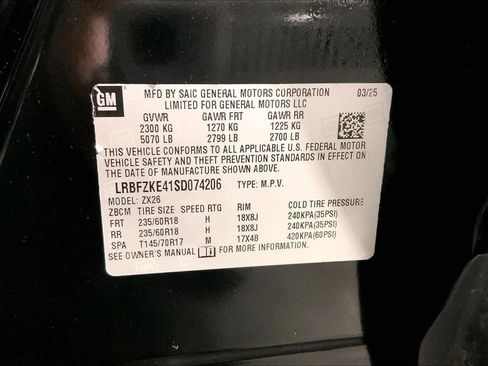 GM
MFD BY SAIC GENERAL MOTORS CORPORATION 03/25
LIMITED FOR GENERAL MOTORS LLC
GVWR GAWR FRT GAWR RR
2300 KG 1270 KG 1225 KG
5070 LB 2799 LB 2700 LB
THIS VEHICLE CONFORMS TO ALL APPLICABLE U.S. FEDERAL MOTOR
VEHICLE SAFETY AND THEFT PREVENTION STANDARDS IN EFFECT ON
THE DATE OF MANUFACTURE SHOWN ABOVE.
LRBFZKE41SD074206 TYPE: M.P.V.
MODEL: ZX26
ZBCM TIRE SIZE SPEED RTG RIM COLD TIRE PRESSURE
FRT 235/60R18 H 18X8J 240KPA(35PSI)
RR 235/60R18 H 18X8J 240KPA(35PSI)
SPA T145/70R17 M 17X4B 420KPA(60PSI)
SEE OWNER'S MANUAL FOR MORE INFORMATION.